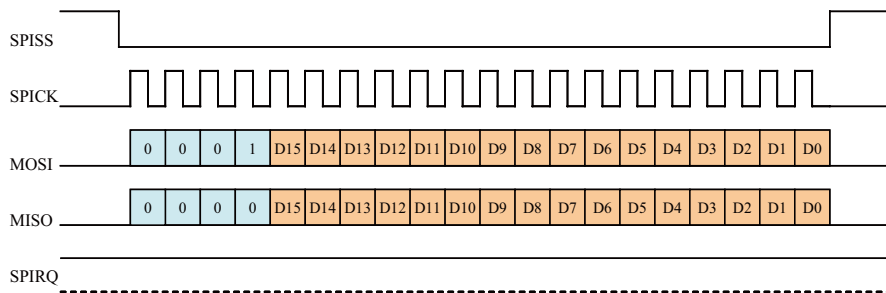 SPISS
SPICK
MOSI 0 0 0 1 D15 D14 D13 D12 D11 D10 D9 D8 D7 D6 D5 D4 D3 D2 D1 D0
MISO 0 0 0 0 D15 D14 D13 D12 D11 D10 D9 D8 D7 D6 D5 D4 D3 D2 D1 D0
SPIRQ